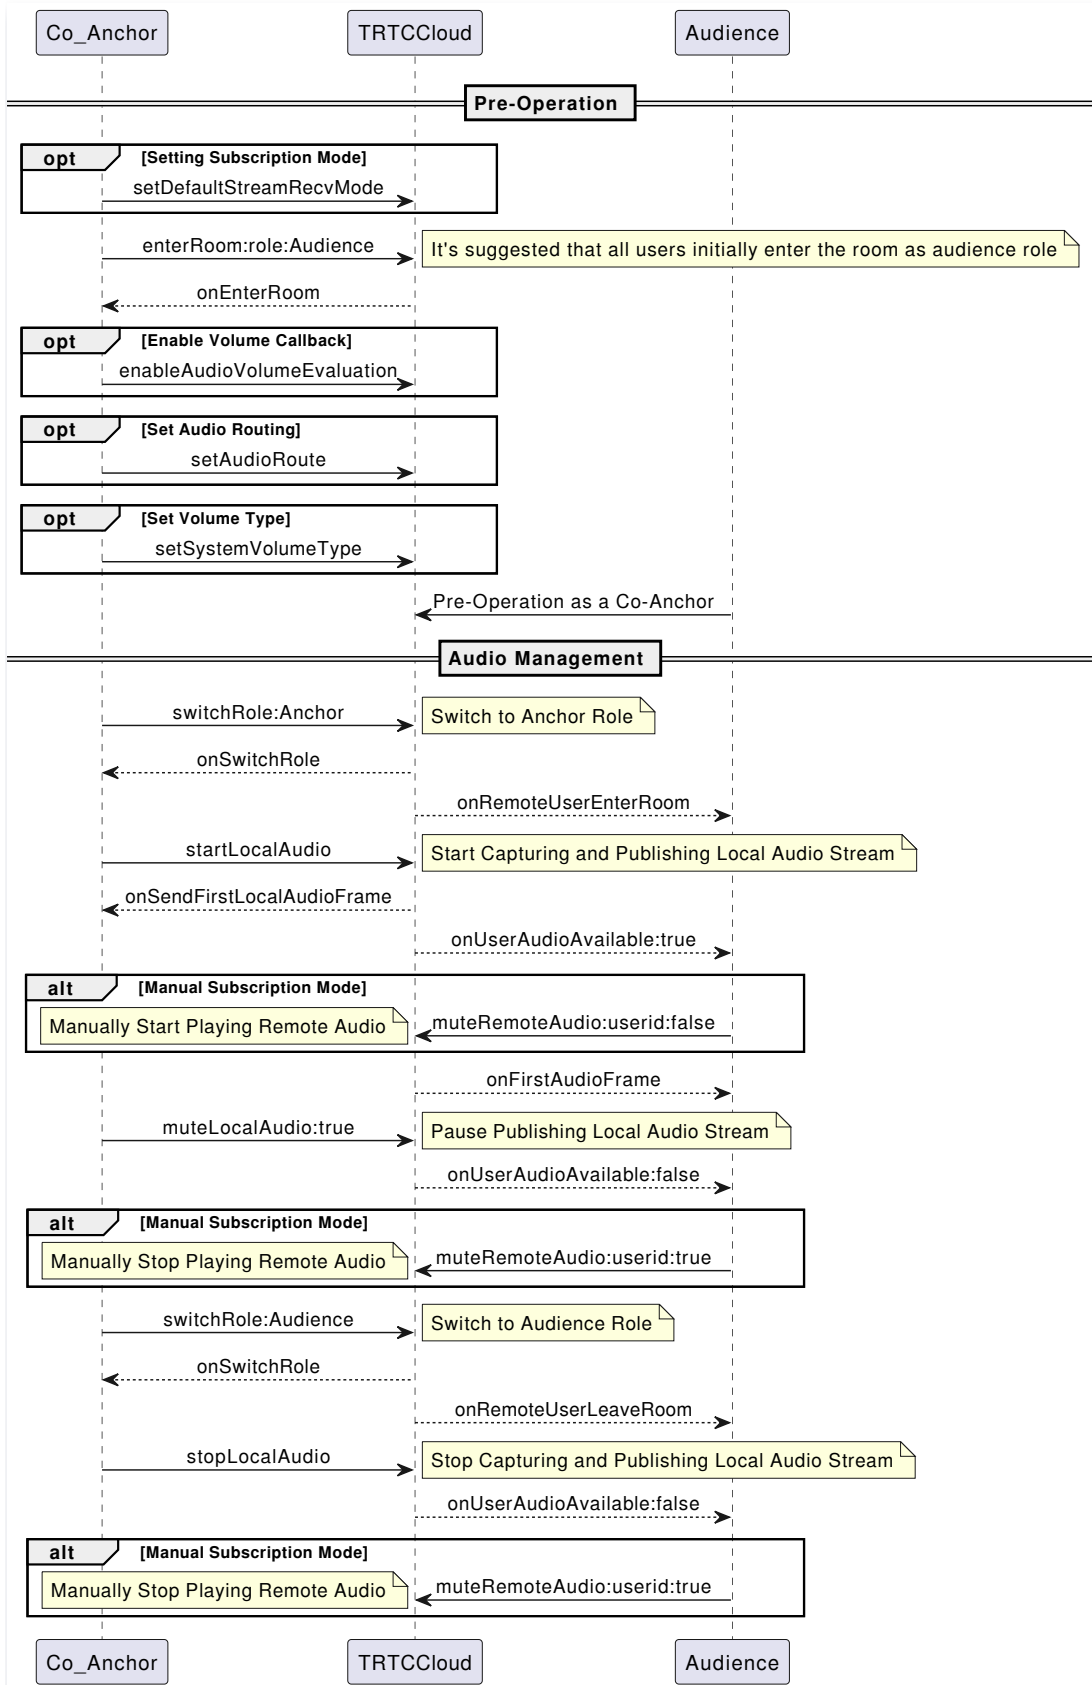 Co_Anchor
TRTCCloud
Audience
Pre-Operation
opt [Setting Subscription Mode]
setDefaultStreamRecvMode
enterRoom:role:Audience
It's suggested that all users initially enter the room as audience role
onEnterRoom
opt [Enable Volume Callback]
enableAudioVolumeEvaluation
opt [Set Audio Routing]
setAudioRoute
opt [Set Volume Type]
setSystemVolumeType
Pre-Operation as a Co-Anchor
Audio Management
switchRole:Anchor
Switch to Anchor Role
onSwitchRole
onRemoteUserEnterRoom
startLocalAudio
Start Capturing and Publishing Local Audio Stream
onSendFirstLocalAudioFrame
onUserAudioAvailable:true
alt [Manual Subscription Mode]
Manually Start Playing Remote Audio
muteRemoteAudio:userid:false
onFirstAudioFrame
muteLocalAudio:true
Pause Publishing Local Audio Stream
onUserAudioAvailable:false
alt [Manual Subscription Mode]
Manually Stop Playing Remote Audio
muteRemoteAudio:userid:true
switchRole:Audience
Switch to Audience Role
onSwitchRole
onRemoteUserLeaveRoom
stopLocalAudio
Stop Capturing and Publishing Local Audio Stream
onUserAudioAvailable:false
alt [Manual Subscription Mode]
Manually Stop Playing Remote Audio
muteRemoteAudio:userid:true
Co_Anchor
TRTCCloud
Audience